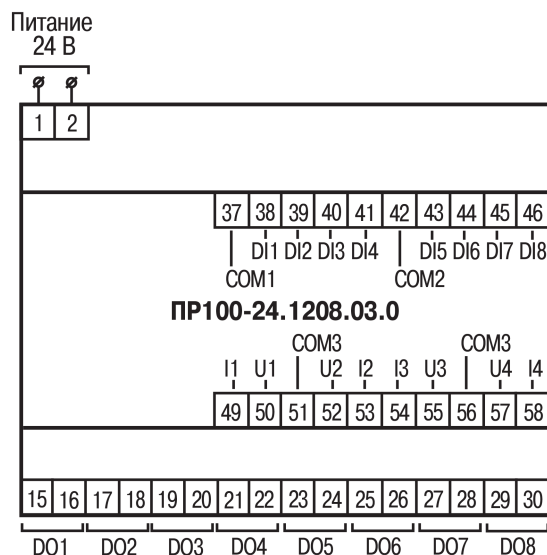 Питание
24 В
1 2
37 38 39 40 41 42 43 44 45 46
DI1 DI2 DI3 DI4 DI5 DI6 DI7 DI8
COM1 COM2
ПР100-24.1208.03.0
COM3 COM3
I1 U1 U2 I2 I3 U3 U4 I4
49 50 51 52 53 54 55 56 57 58
15 16 17 18 19 20 21 22 23 24 25 26 27 28 29 30
DO1 DO2 DO3 DO4 DO5 DO6 DO7 DO8